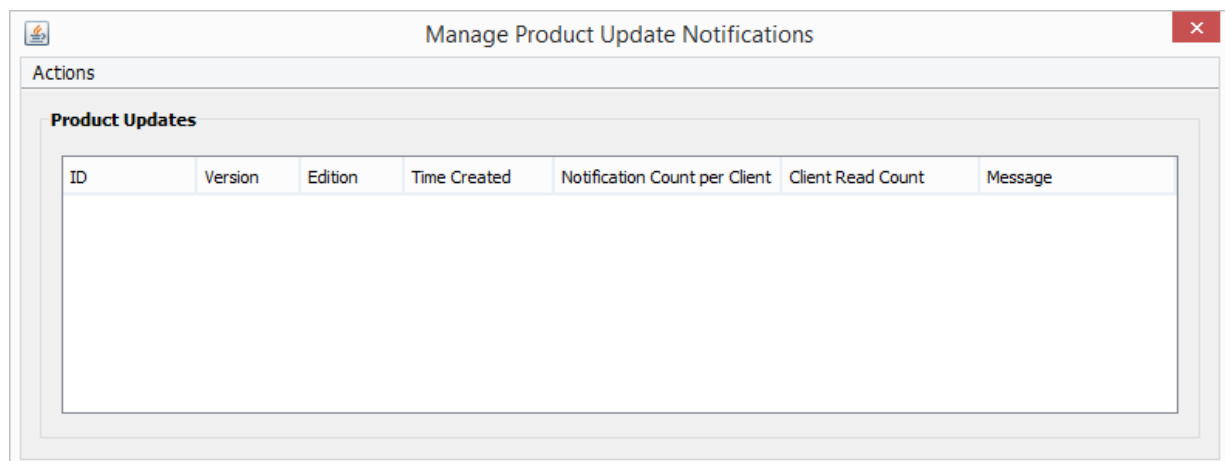 Manage Product Update Notifications
Actions
Product Updates
ID Version Edition Time Created Notification Count per Client Client Read Count Message